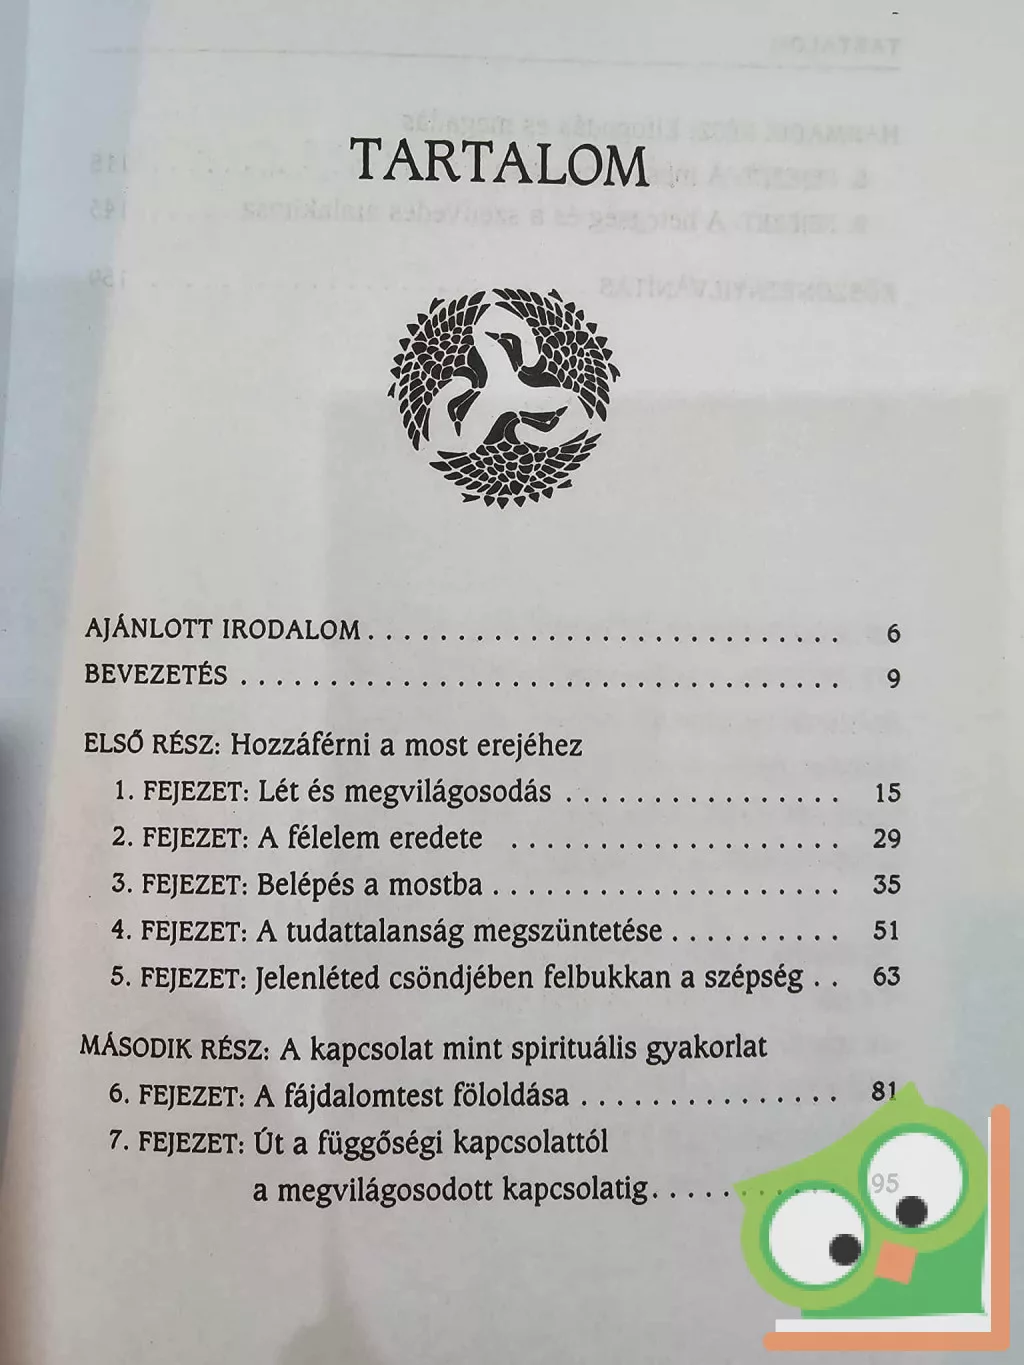 TARTALOM
AJÁNLOTT IRODALOM . . . . . . . . . . . . . . . . . . . . . . . . . . . 6
BEVEZETÉS . . . . . . . . . . . . . . . . . . . . . . . . . . . . . . . . . . . 9
ELSŐ RÉSZ: Hozzáférni a most erejéhez
1. FEJEZET: Lét és megvilágosodás . . . . . . . . . . . . . . . . 15
2. FEJEZET: A félelem eredete . . . . . . . . . . . . . . . . . . . 29
3. FEJEZET: Belépés a mostba . . . . . . . . . . . . . . . . . . . . 35
4. FEJEZET: A tudattalanság megszüntetése . . . . . . . . . . 51
5. FEJEZET: Jelenléted csöndjében felbukkan a szépség . . 63
MÁSODIK RÉSZ: A kapcsolat mint spirituális gyakorlat
6. FEJEZET: A fájdalomtest föloldása . . . . . . . . . . . . . . . 81
7. FEJEZET: Út a függőségi kapcsolattól
a megvilágosodott kapcsolatig . . . . . . . . . . . 95